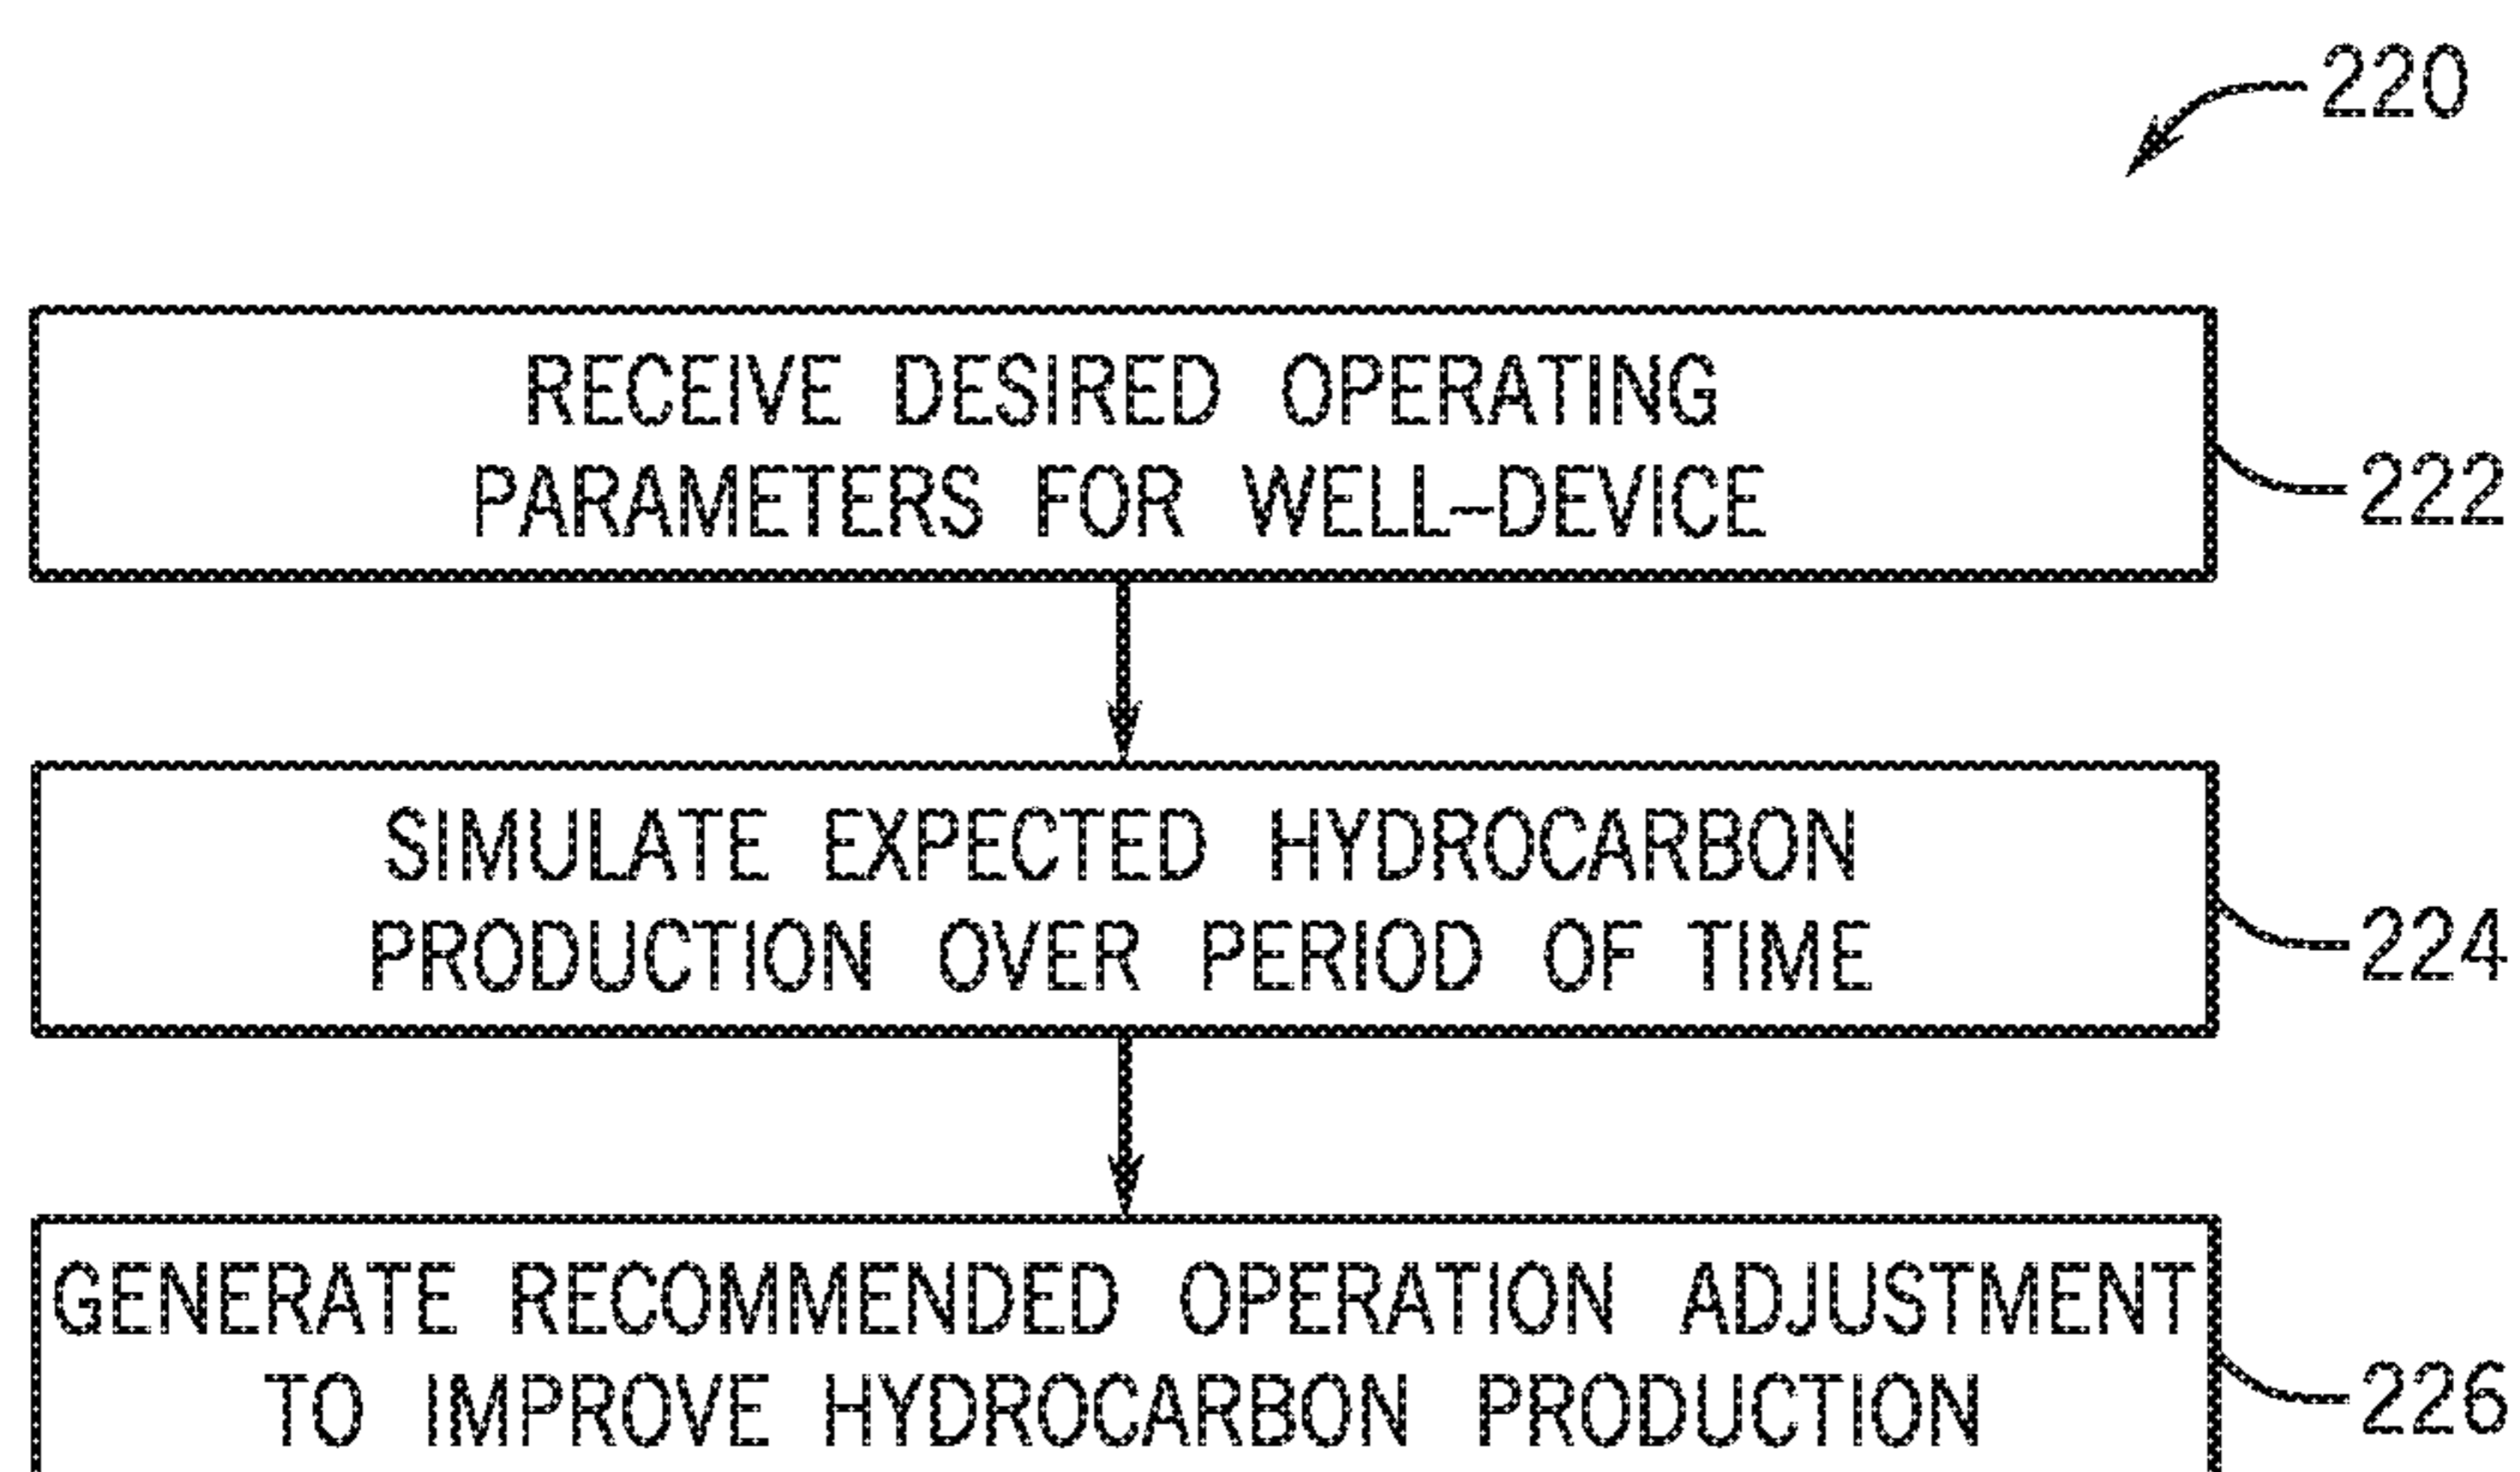 220
RECEIVE DESIRED OPERATING
PARAMETERS FOR WELL-DEVICE
222
SIMULATE EXPECTED HYDROCARBON
PRODUCTION OVER PERIOD OF TIME
224
GENERATE RECOMMENDED OPERATION ADJUSTMENT
TO IMPROVE HYDROCARBON PRODUCTION
226